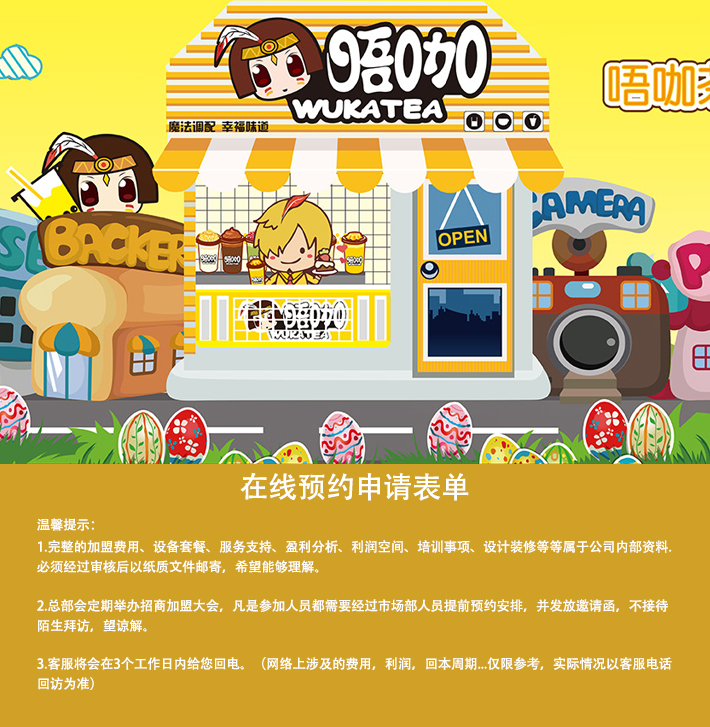 唔咖
WUKATEA
唔咖茶
魔法调配 幸福味道
CAMERA
BACKER
OPEN
唔咖
唔咖
WUKATEA
在线预约申请表单
温馨提示：
1.完整的加盟费用、设备套餐、服务支持、盈利分析、利润空间、培训事项、设计装修等等属于公司内部资料.
必须经过审核后以纸质文件邮寄，希望能够理解。
2.总部会定期举办招商加盟大会，凡是参加人员都需要经过市场部人员提前预约安排，并发放邀请函，不接待
陌生拜访，望谅解。
3.客服将会在3个工作日内给您回电。（网络上涉及的费用，利润，回本周期...仅限参考，实际情况以客服电话
回访为准）